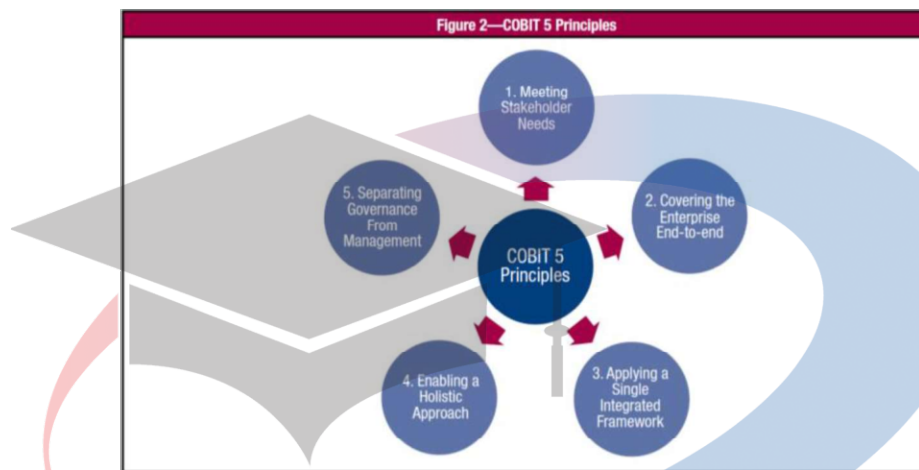 Figure 2—COBIT 5 Principles
1. Meeting
Stakeholder
Needs
2. Covering the
Enterprise
End-to-end
3. Applying a
Single
Integrated
Framework
4. Enabling a
Holistic
Approach
5. Separating
Governance
From
Management
COBIT 5
Principles